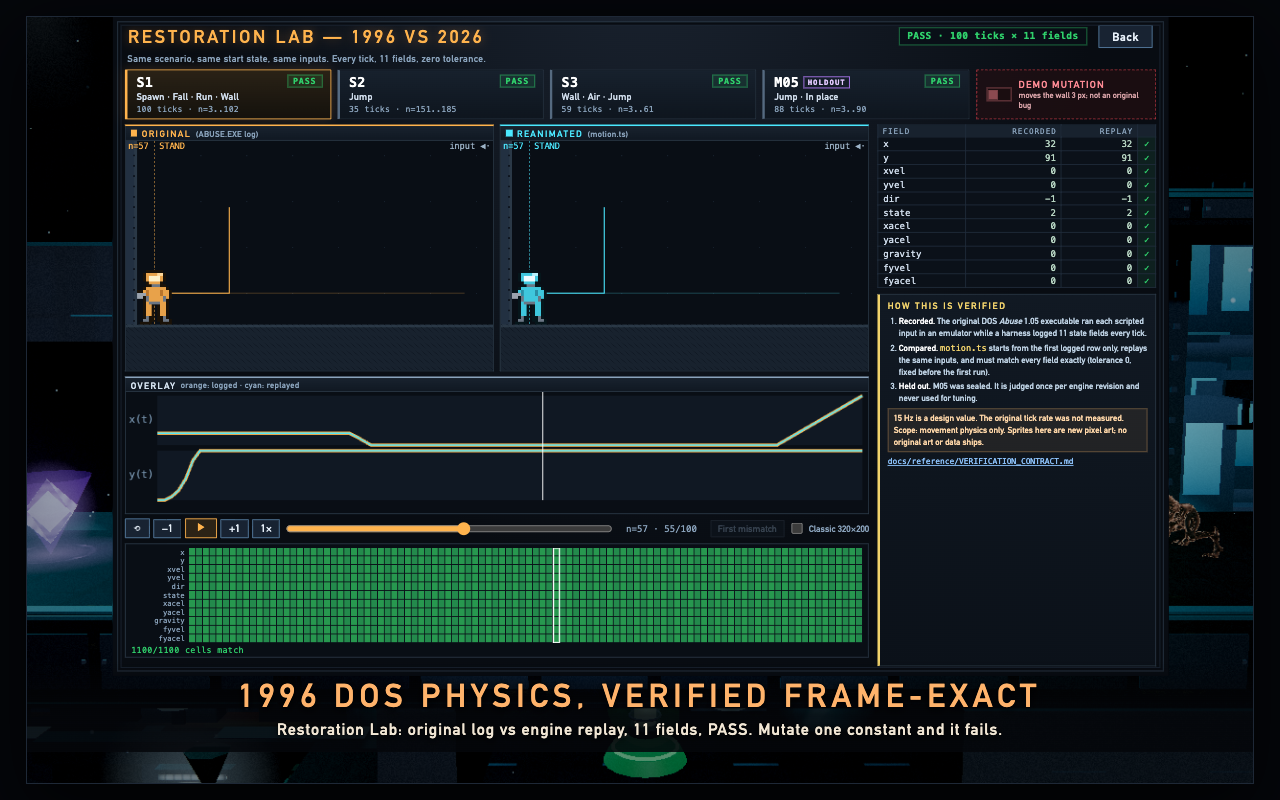 RESTORATION LAB — 1996 VS 2026
PASS · 100 ticks × 11 fields
Back
Same scenario, same start state, same inputs. Every tick, 11 fields, zero tolerance.
S1 PASS
Spawn · Fall · Run · Wall
100 ticks · n=3..102
S2 PASS
Jump
35 ticks · n=151..185
S3 PASS
Wall · Air · Jump
59 ticks · n=3..61
M05 HOLDOUT PASS
Jump · In place
88 ticks · n=3..90
DEMO MUTATION
moves the wall 3 px; not an original
bug
ORIGINAL (ABUSE.EXE log)
n=57 STAND input ◂·
REANIMATED (motion.ts)
n=57 STAND input ◂·
FIELD RECORDED REPLAY
x 32 32 ✓
y 91 91 ✓
xvel 0 0 ✓
yvel 0 0 ✓
dir −1 −1 ✓
state 2 2 ✓
xacel 0 0 ✓
yacel 0 0 ✓
gravity 0 0 ✓
fyvel 0 0 ✓
fyacel 0 0 ✓
HOW THIS IS VERIFIED
1. Recorded. The original DOS Abuse 1.05 executable ran each scripted
input in an emulator while a harness logged 11 state fields every tick.
2. Compared. motion.ts starts from the first logged row only, replays
the same inputs, and must match every field exactly (tolerance 0,
fixed before the first run).
3. Held out. M05 was sealed. It is judged once per engine revision and
never used for tuning.
15 Hz is a design value. The original tick rate was not measured.
Scope: movement physics only. Sprites here are new pixel art; no
original art or data ships.
docs/reference/VERIFICATION_CONTRACT.md
OVERLAY orange: logged · cyan: replayed
x(t)
y(t)
⟲ −1 ▶ +1 1× n=57 · 55/100 First mismatch Classic 320×200
x
y
xvel
yvel
dir
state
xacel
yacel
gravity
fyvel
fyacel
1100/1100 cells match
1996 DOS PHYSICS, VERIFIED FRAME-EXACT
Restoration Lab: original log vs engine replay, 11 fields, PASS. Mutate one constant and it fails.